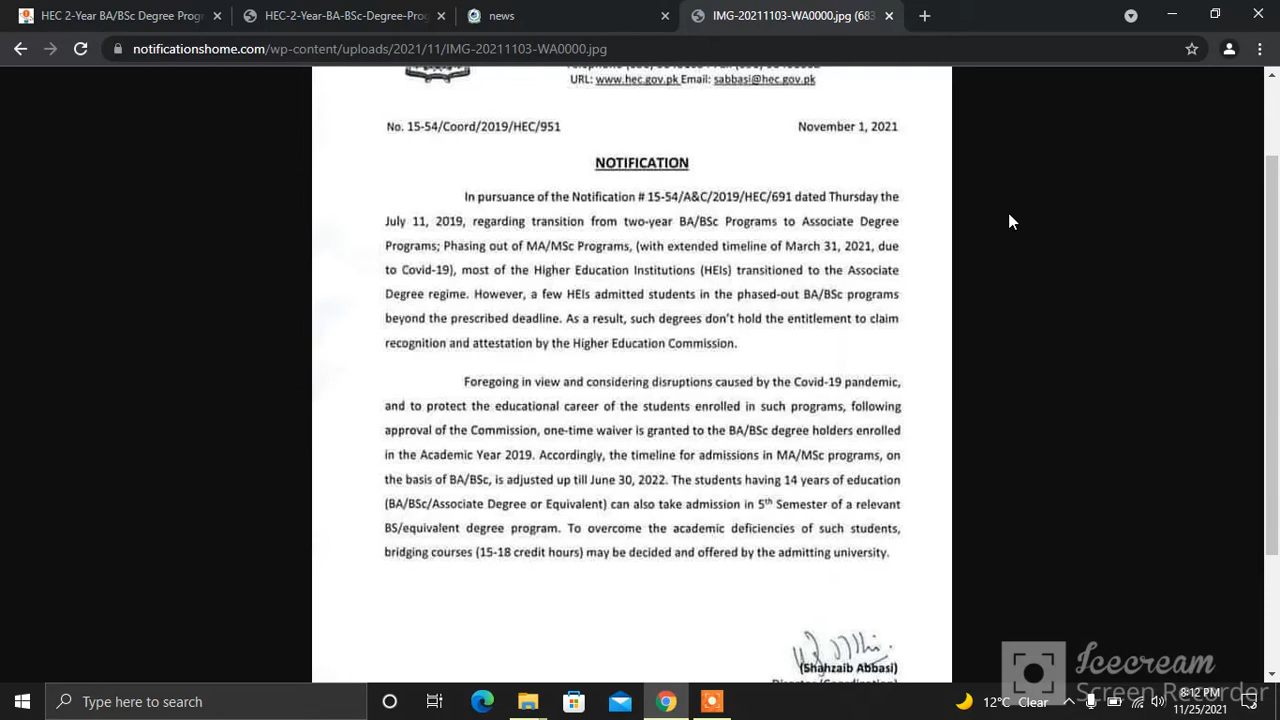 HEC 2-Year BA/BSc Degree Prog
HEC-2-Year-BA-BSc-Degree-Pro
news
IMG-20211103-WA0000.jpg (683
notificationshome.com/wp-content/uploads/2021/11/IMG-20211103-WA0000.jpg
URL: www.hec.gov.pk Email: sabbasi@hec.gov.pk
No. 15-54/Coord/2019/HEC/951 November 1, 2021
NOTIFICATION
In pursuance of the Notification # 15-54/A&C/2019/HEC/691 dated Thursday the
July 11, 2019, regarding transition from two-year BA/BSc Programs to Associate Degree
Programs; Phasing out of MA/MSc Programs, (with extended timeline of March 31, 2021, due
to Covid-19), most of the Higher Education Institutions (HEIs) transitioned to the Associate
Degree regime. However, a few HEIs admitted students in the phased-out BA/BSc programs
beyond the prescribed deadline. As a result, such degrees don't hold the entitlement to claim
recognition and attestation by the Higher Education Commission.
Foregoing in view and considering disruptions caused by the Covid-19 pandemic,
and to protect the educational career of the students enrolled in such programs, following
approval of the Commission, one-time waiver is granted to the BA/BSc degree holders enrolled
in the Academic Year 2019. Accordingly, the timeline for admissions in MA/MSc programs, on
the basis of BA/BSc, is adjusted up till June 30, 2022. The students having 14 years of education
(BA/BSc/Associate Degree or Equivalent) can also take admission in 5th Semester of a relevant
BS/equivalent degree program. To overcome the academic deficiencies of such students,
bridging courses (15-18 credit hours) may be decided and offered by the admitting university.
(Shahzaib Abbasi)
Icecream
Screen Recorder
Type here to search
12°C Clear
8:12 PM
11/25/2021